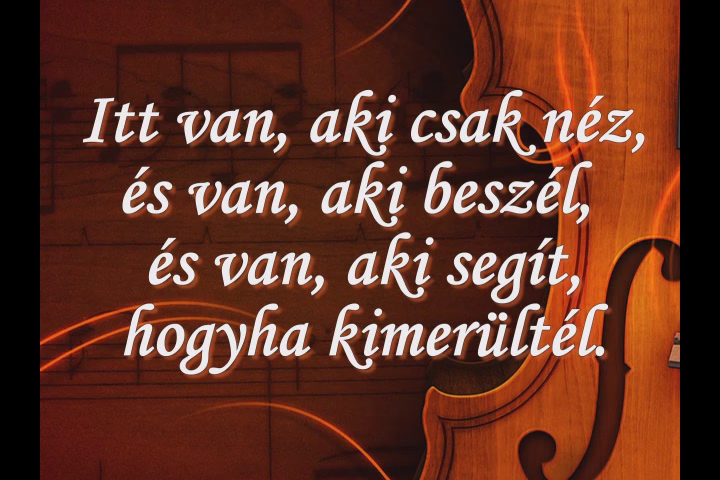 Itt van, aki csak néz,
és van, aki beszél,
és van, aki segít,
hogyha kimerültél.